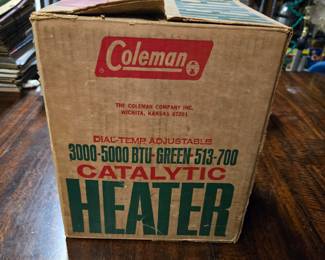 Coleman
THE COLEMAN COMPANY INC.
WICHITA, KANSAS 67201
DIAL-TEMP ADJUSTABLE
3000-5000 BTU-GREEN-513-700
CATALYTIC
HEATER